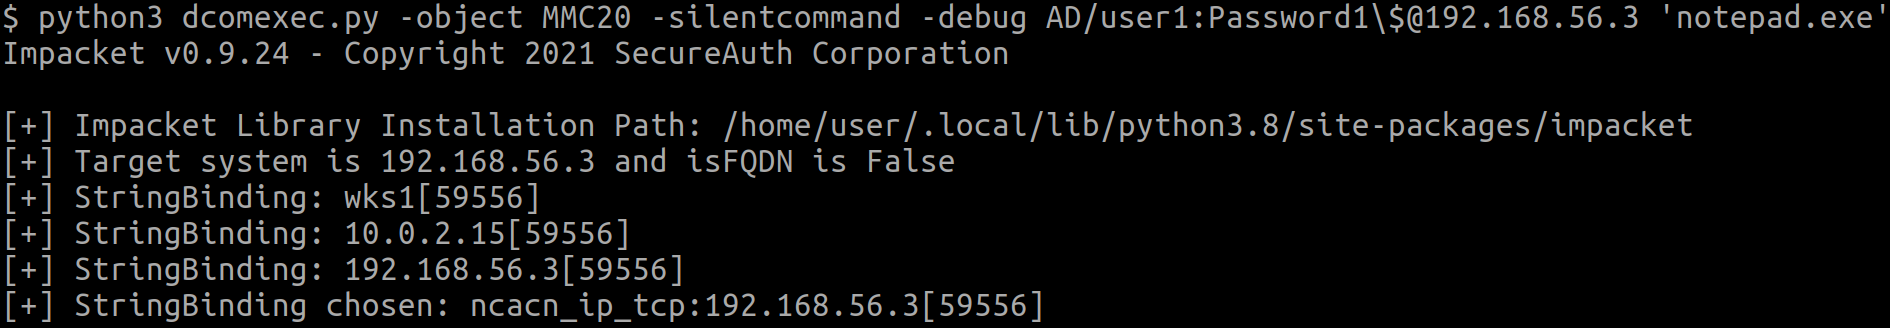 $ python3 dcomexec.py -object MMC20 -silentcommand -debug AD/user1:Password1\$@192.168.56.3 'notepad.exe'
Impacket v0.9.24 - Copyright 2021 SecureAuth Corporation
[+] Impacket Library Installation Path: /home/user/.local/lib/python3.8/site-packages/impacket
[+] Target system is 192.168.56.3 and isFQDN is False
[+] StringBinding: wks1[59556]
[+] StringBinding: 10.0.2.15[59556]
[+] StringBinding: 192.168.56.3[59556]
[+] StringBinding chosen: ncacn_ip_tcp:192.168.56.3[59556]